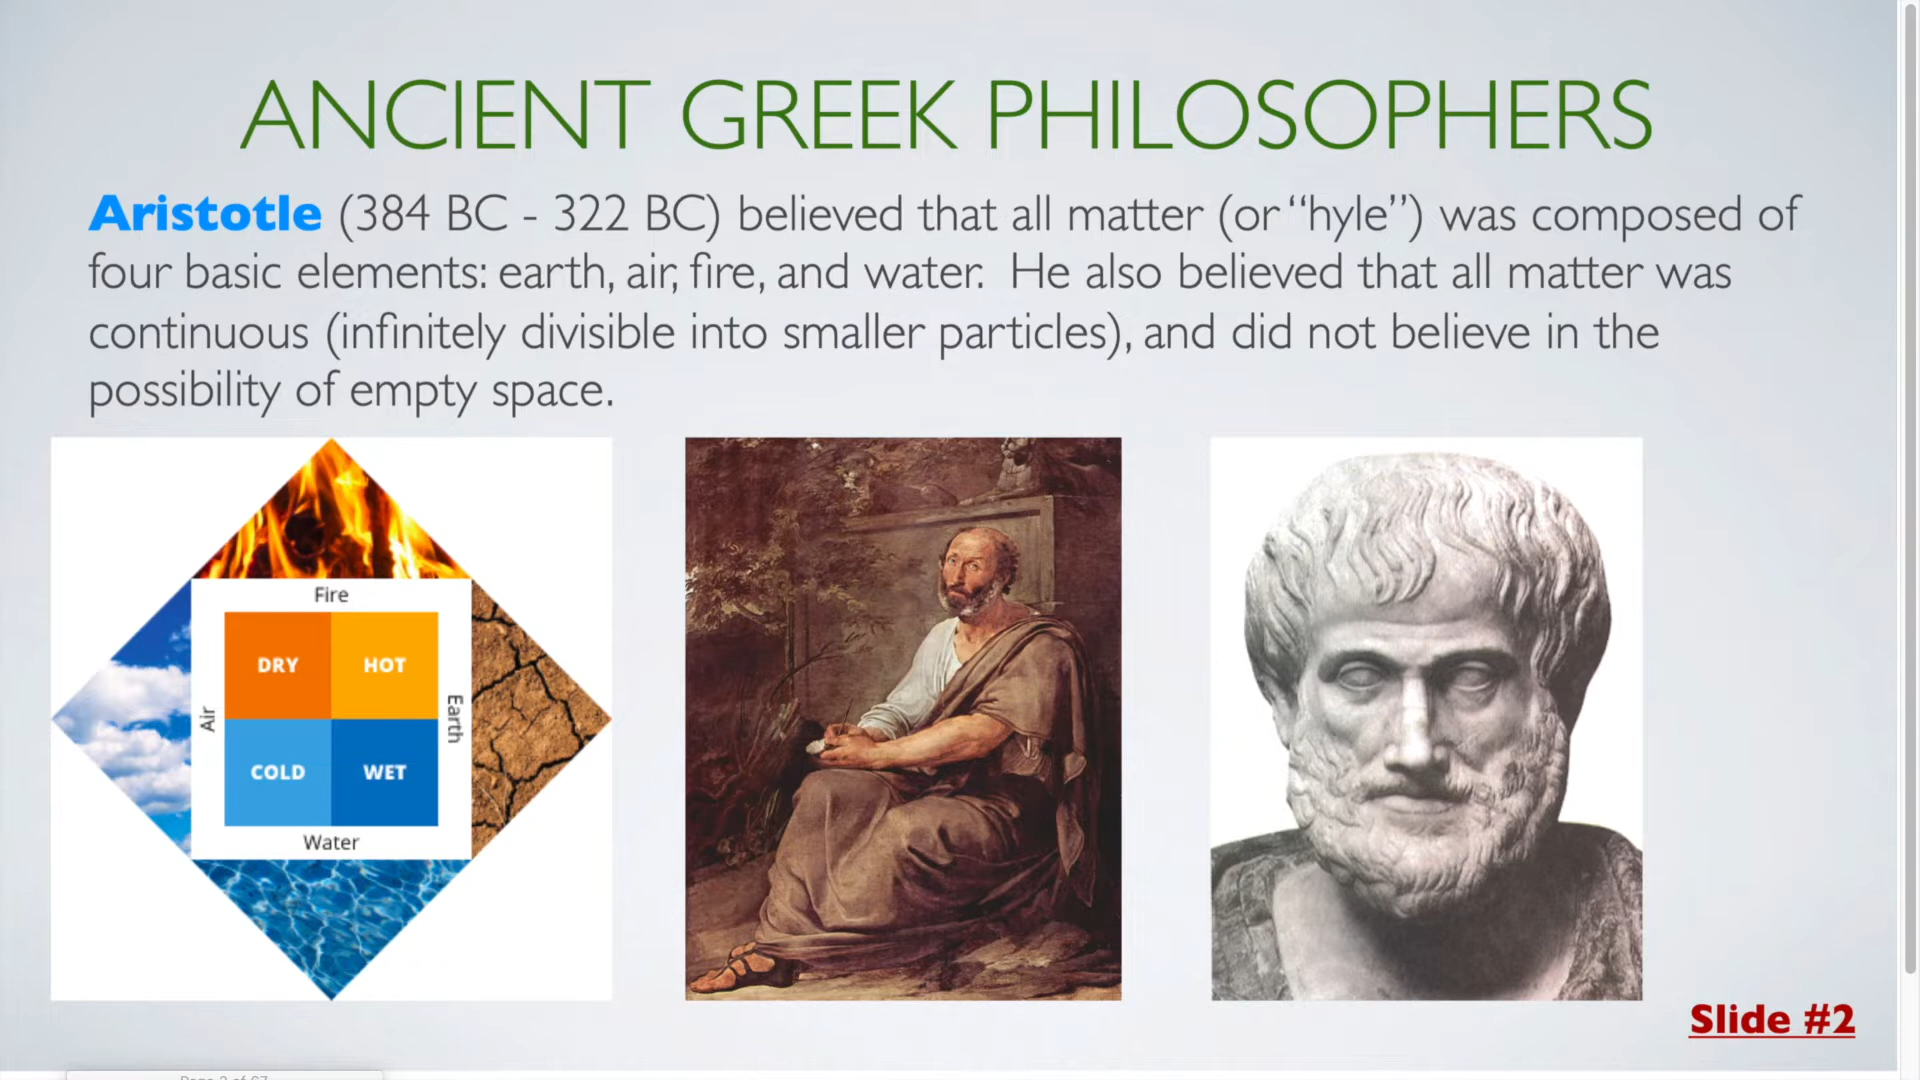 ANCIENT GREEK PHILOSOPHERS
Aristotle (384 BC - 322 BC) believed that all matter (or “hyle”) was composed of
four basic elements: earth, air, fire, and water. He also believed that all matter was
continuous (infinitely divisible into smaller particles), and did not believe in the
possibility of empty space.
Fire
DRY HOT
Air
Earth
COLD WET
Water
Slide #2